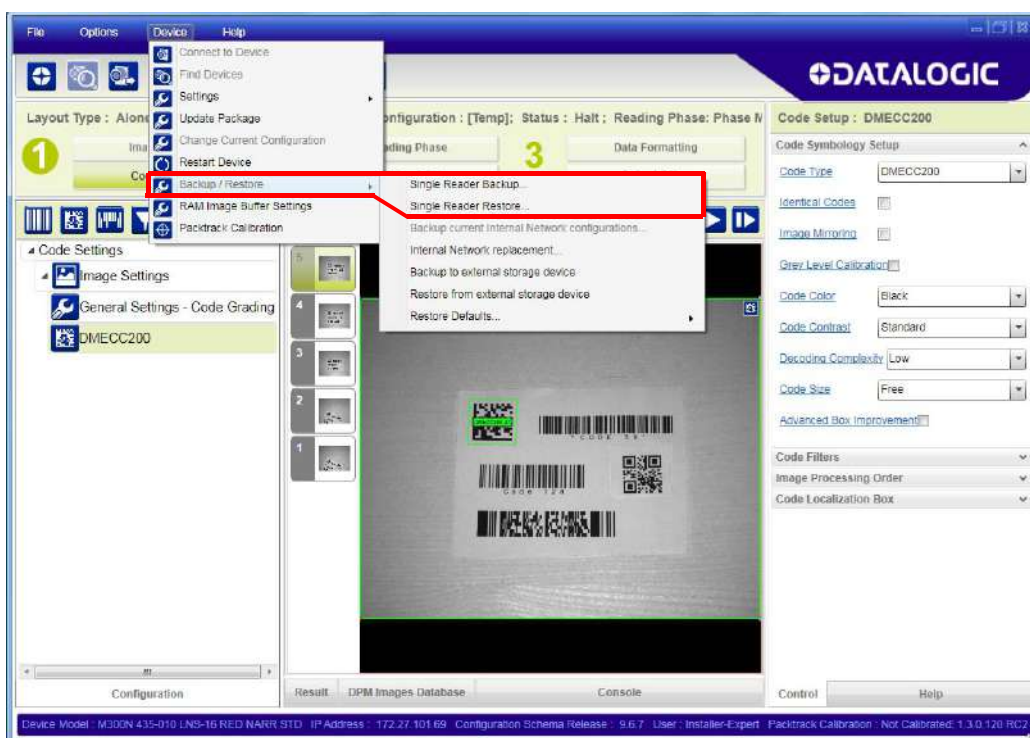 File Options Device Help
Connect to Device
Find Devices
Settings
Update Package
Change Current Configuration
Restart Device
Backup / Restore
RAM Image Buffer Settings
Packtrack Calibration
Single Reader Backup...
Single Reader Restore...
Backup current Internal Network configurations...
Internal Network replacement...
Backup to external storage device
Restore from external storage device
Restore Defaults...
DATALOGIC
Layout Type : Alone
nfiguration : [Temp]; Status : Halt ; Reading Phase: Phase M
1
Ima
Co
ading Phase
3
Data Formatting
Code Settings
Image Settings
General Settings - Code Grading
DMECC200
5
4
3
2
1
"CODE 39"
Code 128
Code Setup : DMECC200
Code Symbology Setup
Code Type DMECC200
Identical Codes
Image Mirroring
Grey Level Calibration
Code Color Black
Code Contrast Standard
Decoding Complexity Low
Code Size Free
Advanced Box Improvement
Code Filters
Image Processing Order
Code Localization Box
Configuration
Result DPM Images Database Console
Control Help
Device Model : M300N 435-010 LNS-16 RED NARR STD IP Address : 172.27.101.69 Configuration Schema Release : 9.6.7 User : Installer-Expert Packtrack Calibration : Not Calibrated: 1.3.0.120 RC2